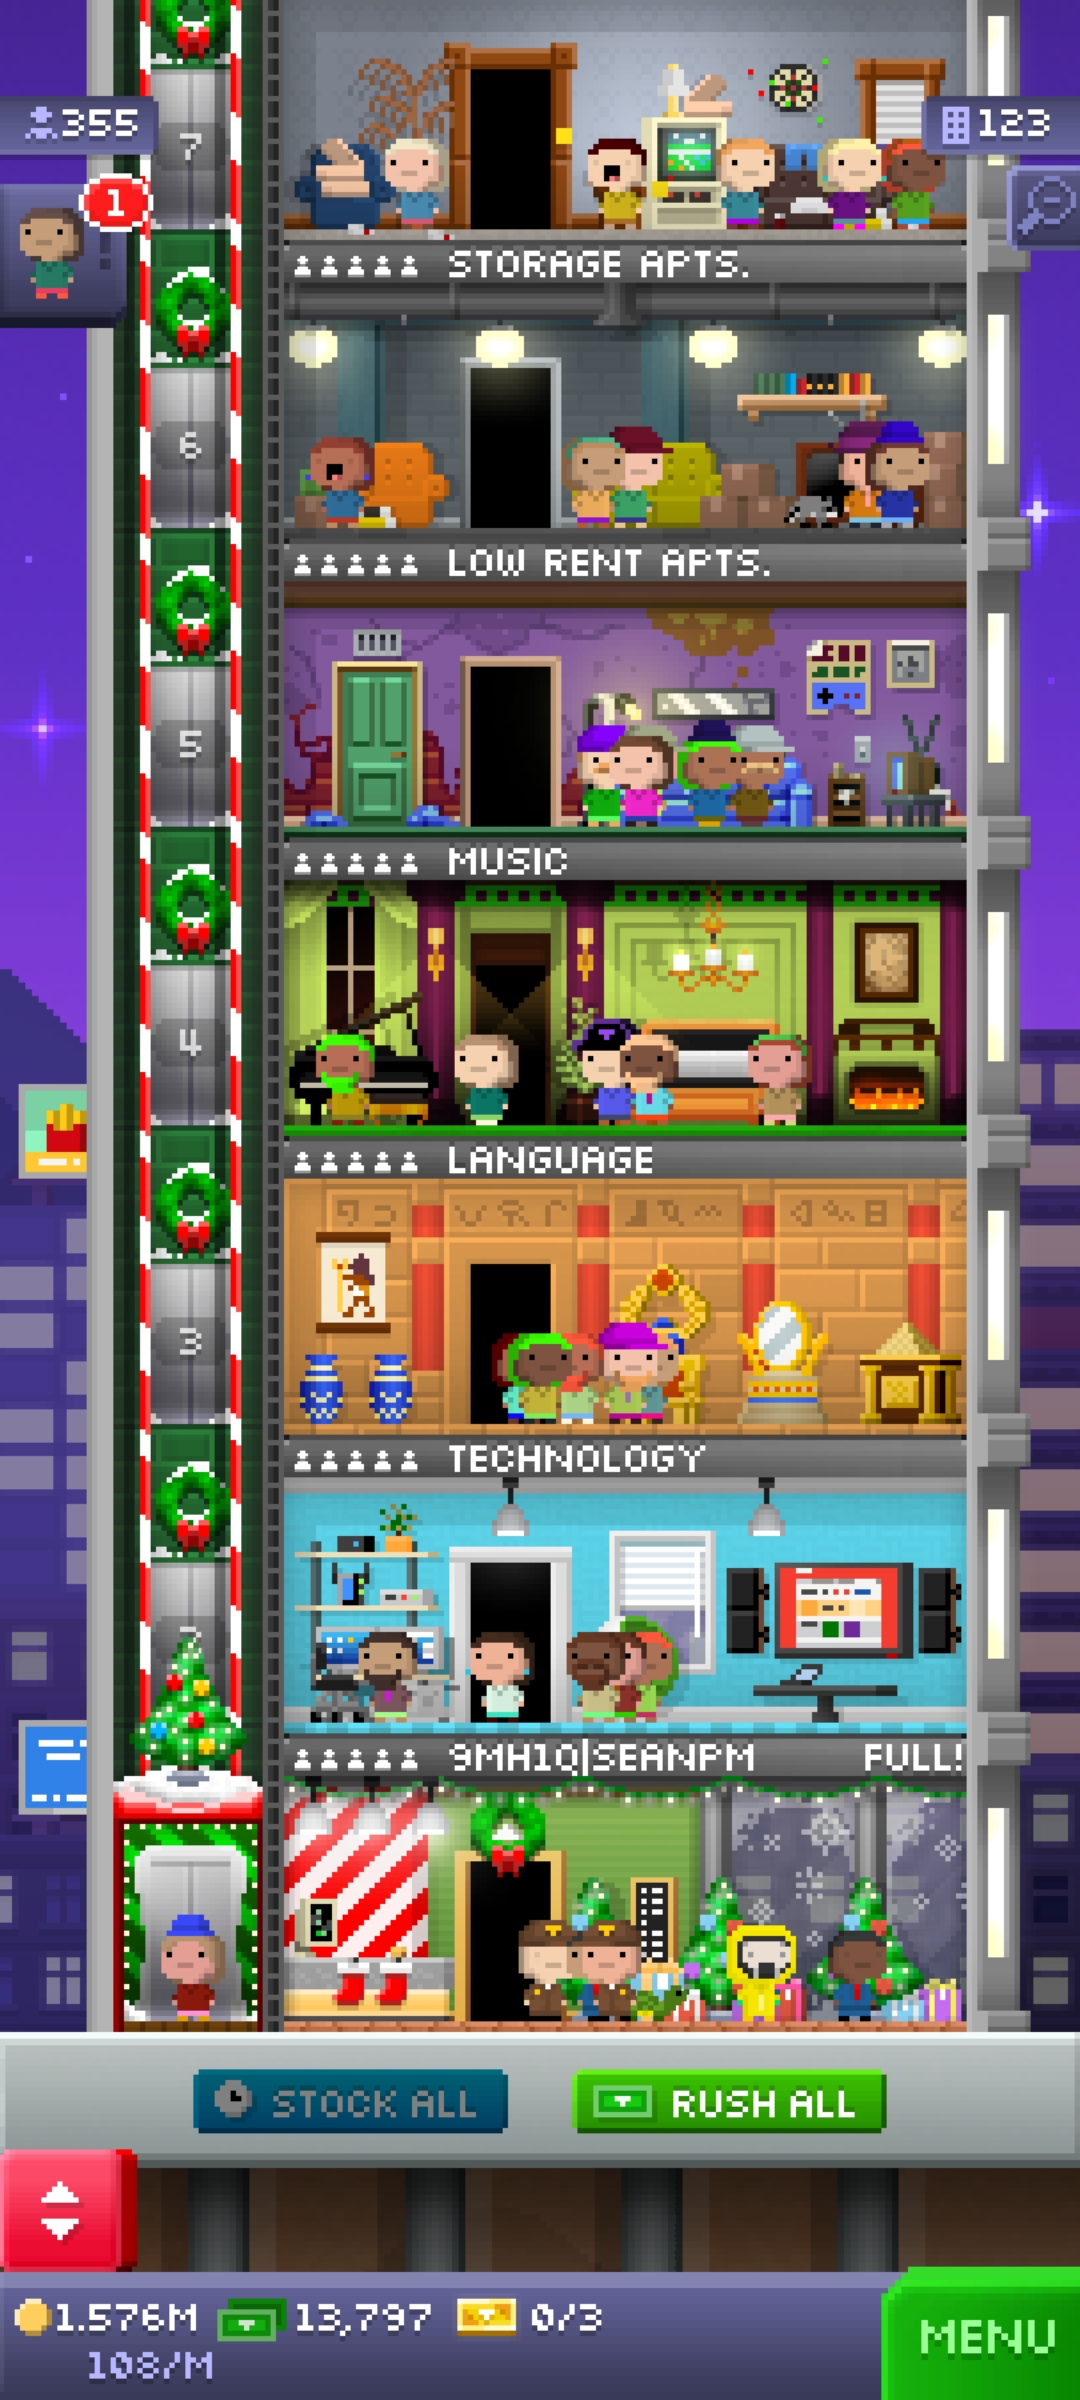 7
355
123
1
STORAGE APTS.
6
LOW RENT APTS.
5
MUSIC
4
LANGUAGE
3
TECHNOLOGY
9MH1Q|SEANPM FULL!
STOCK ALL
RUSH ALL
1.576M
13,797
0/3
108/M
MENU